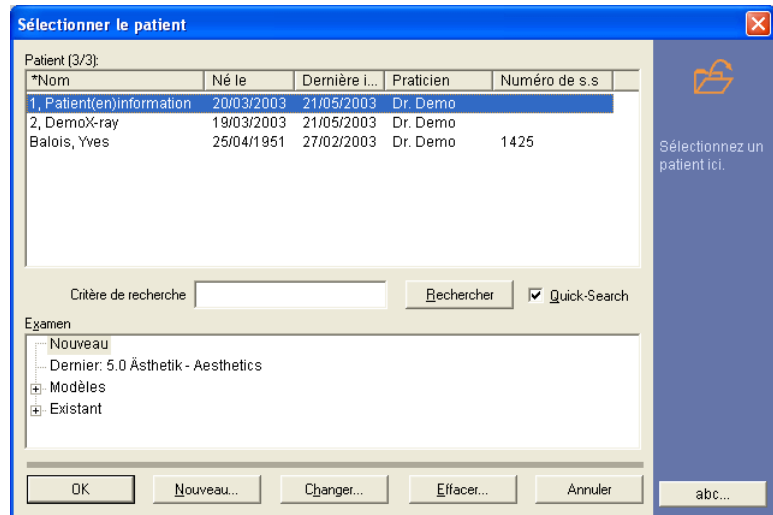 Sélectionner le patient
Patient (3/3):
*Nom Né le Dernière i... Praticien Numéro de s.s
1, Patient(en)information 20/03/2003 21/05/2003 Dr. Demo
2, DemoX-ray 19/03/2003 21/05/2003 Dr. Demo
Balois, Yves 25/04/1951 27/02/2003 Dr. Demo 1425
Sélectionnez un
patient ici.
Critère de recherche Rechercher Quick-Search
Examen
Nouveau
Dernier: 5.0 Ästhetik - Aesthetics
Modèles
Existant
OK Nouveau... Changer... Effacer... Annuler abc...